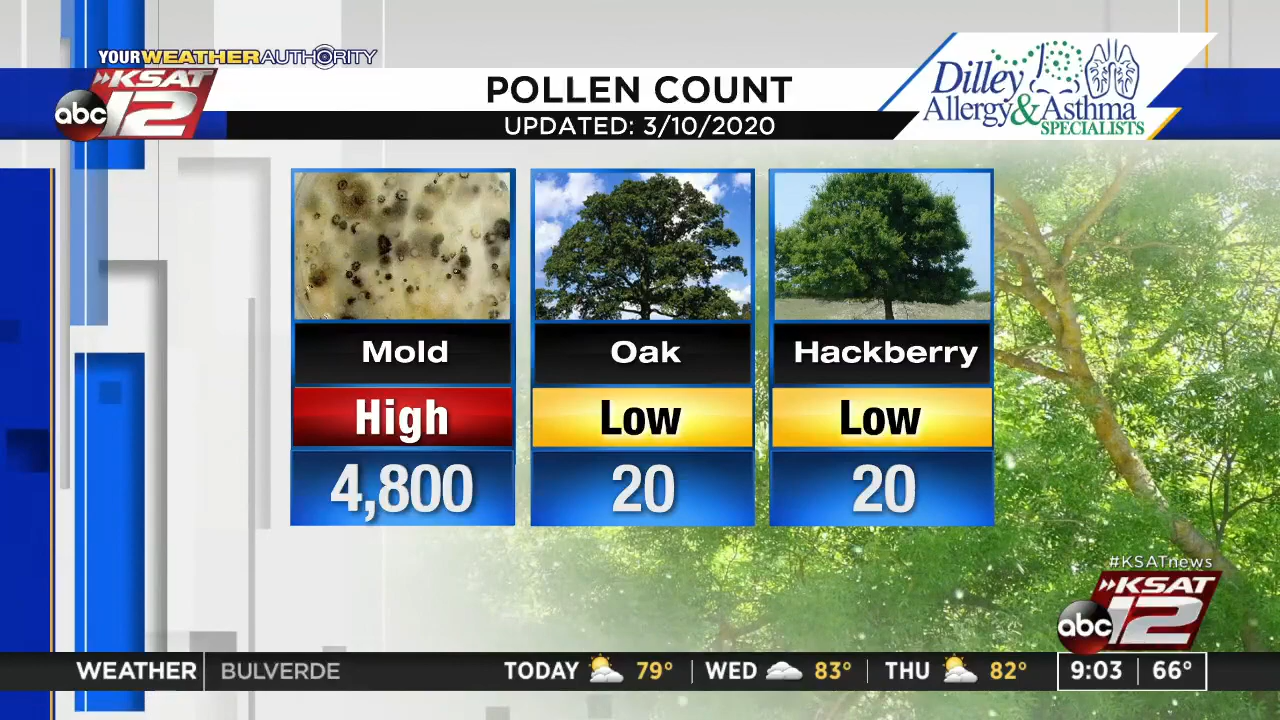 YOURWEATHERAUTHORITY
KSAT
abc 12
POLLEN COUNT
UPDATED: 3/10/2020
Dilley
Allergy&Asthma
SPECIALISTS
Mold
High
4,800
Oak
Low
20
Hackberry
Low
20
#KSATnews
KSAT
abc 12
WEATHER BULVERDE TODAY 79° WED 83° THU 82° 9:03 66°